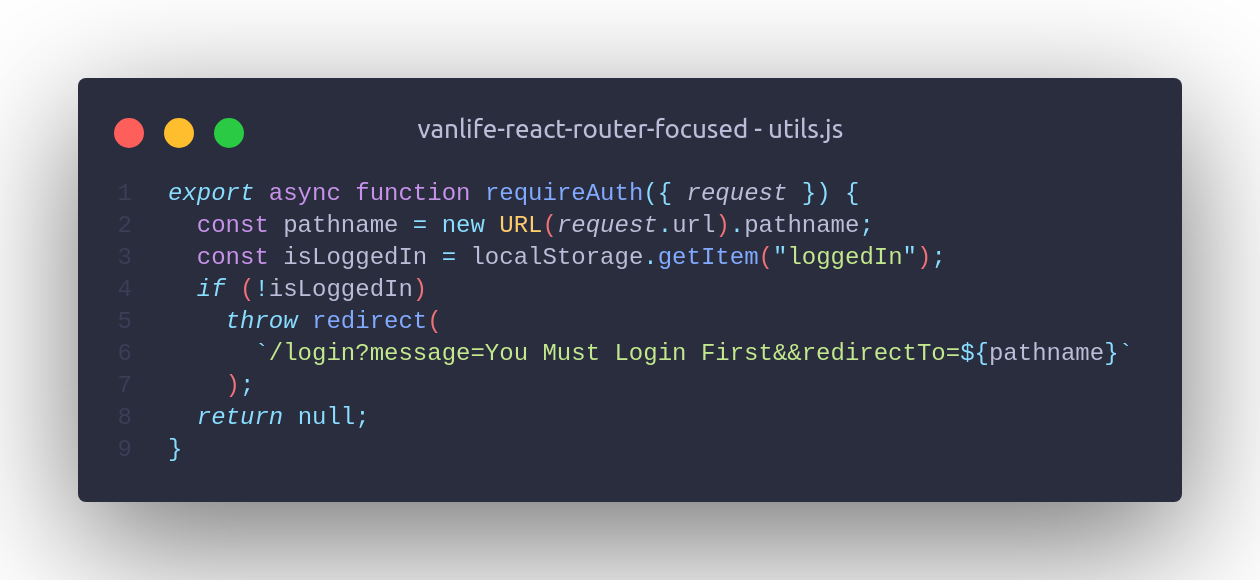 vanlife-react-router-focused - utils.js
1 export async function requireAuth({ request }) {
2   const pathname = new URL(request.url).pathname;
3   const isLoggedIn = localStorage.getItem("loggedIn");
4   if (!isLoggedIn)
5     throw redirect(
6       `/login?message=You Must Login First&&redirectTo=${pathname}`
7     );
8   return null;
9 }